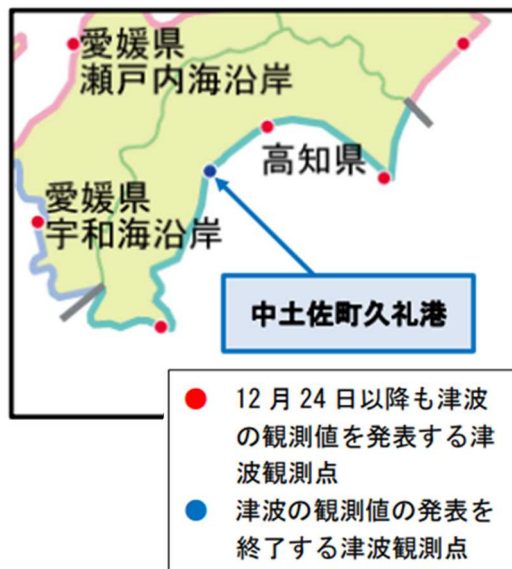 愛媛県
瀬戸内海沿岸
高知県
愛媛県
宇和海沿岸
中土佐町久礼港
12月24日以降も津波
の観測値を発表する津
波観測点
津波の観測値の発表を
終了する津波観測点